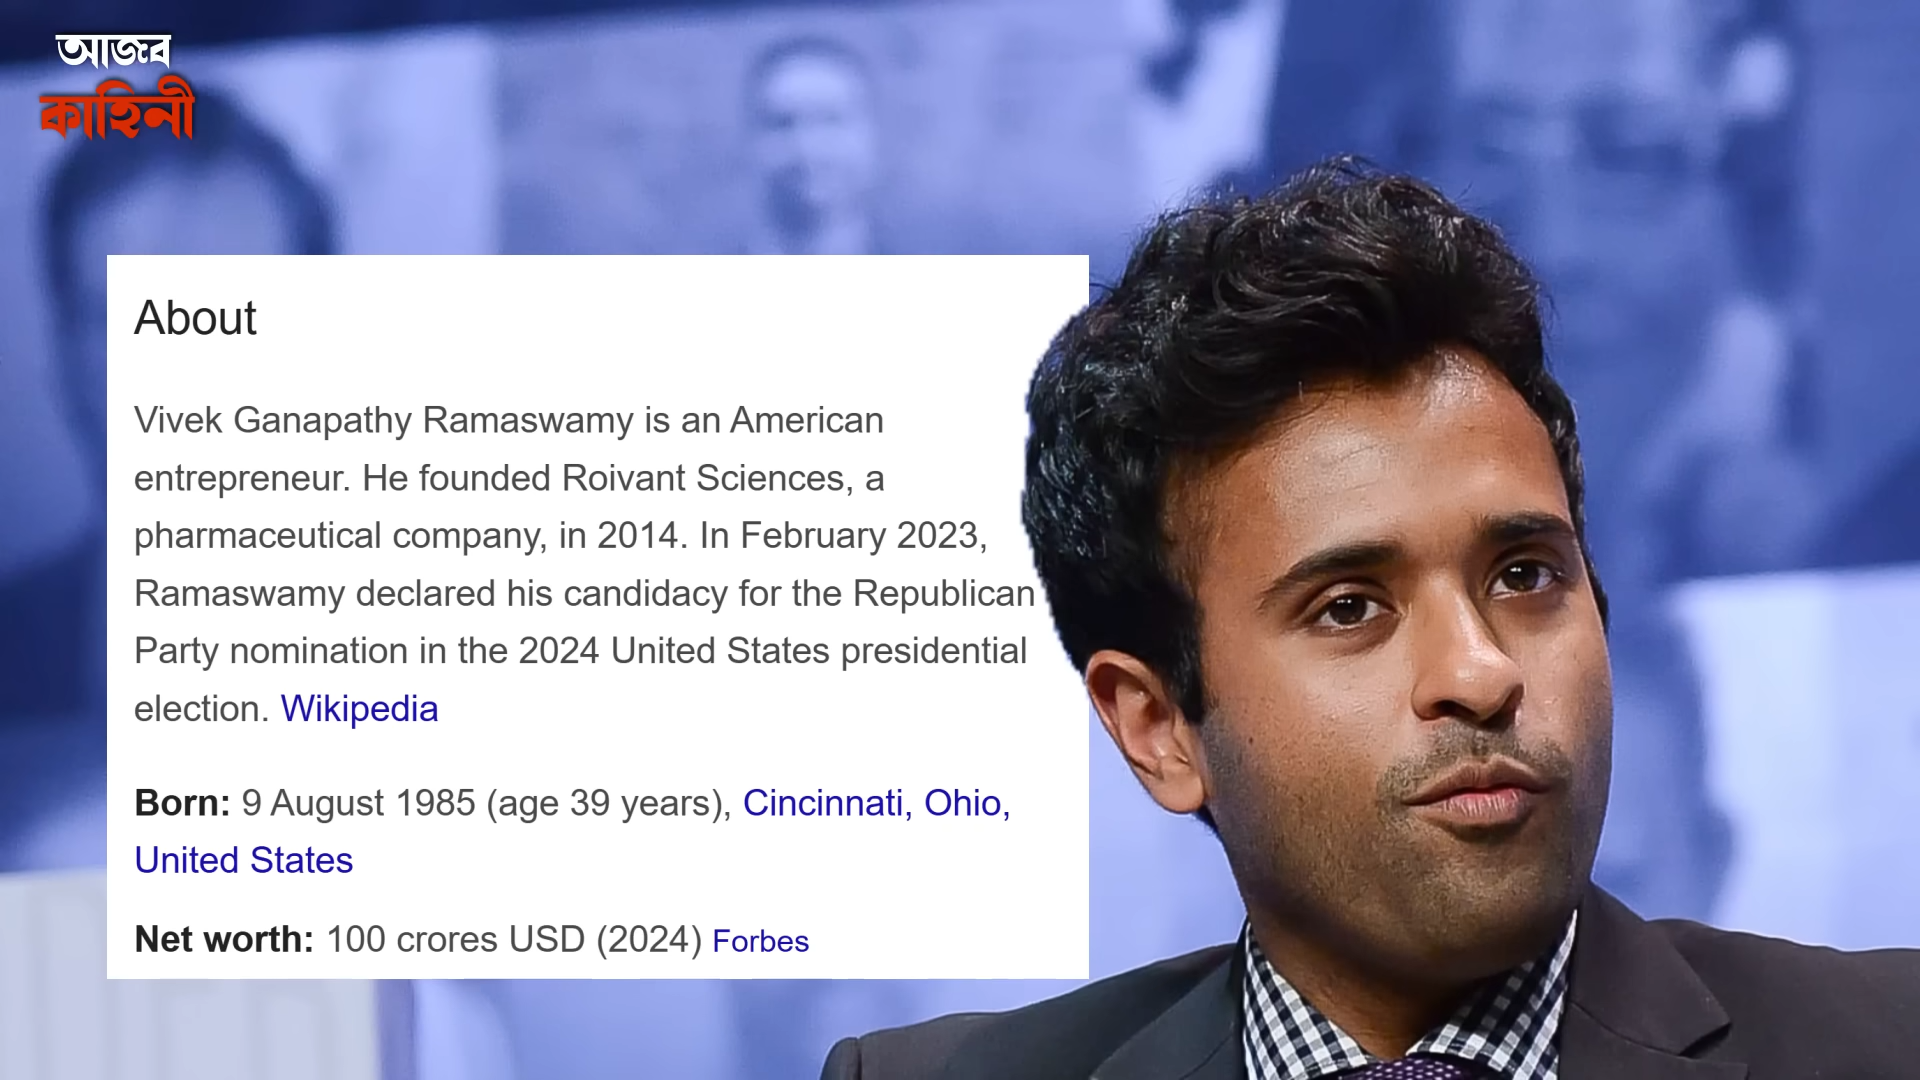 আজব
কাহিনী
About
Vivek Ganapathy Ramaswamy is an American
entrepreneur. He founded Roivant Sciences, a
pharmaceutical company, in 2014. In February 2023,
Ramaswamy declared his candidacy for the Republican
Party nomination in the 2024 United States presidential
election. Wikipedia
Born: 9 August 1985 (age 39 years), Cincinnati, Ohio,
United States
Net worth: 100 crores USD (2024) Forbes